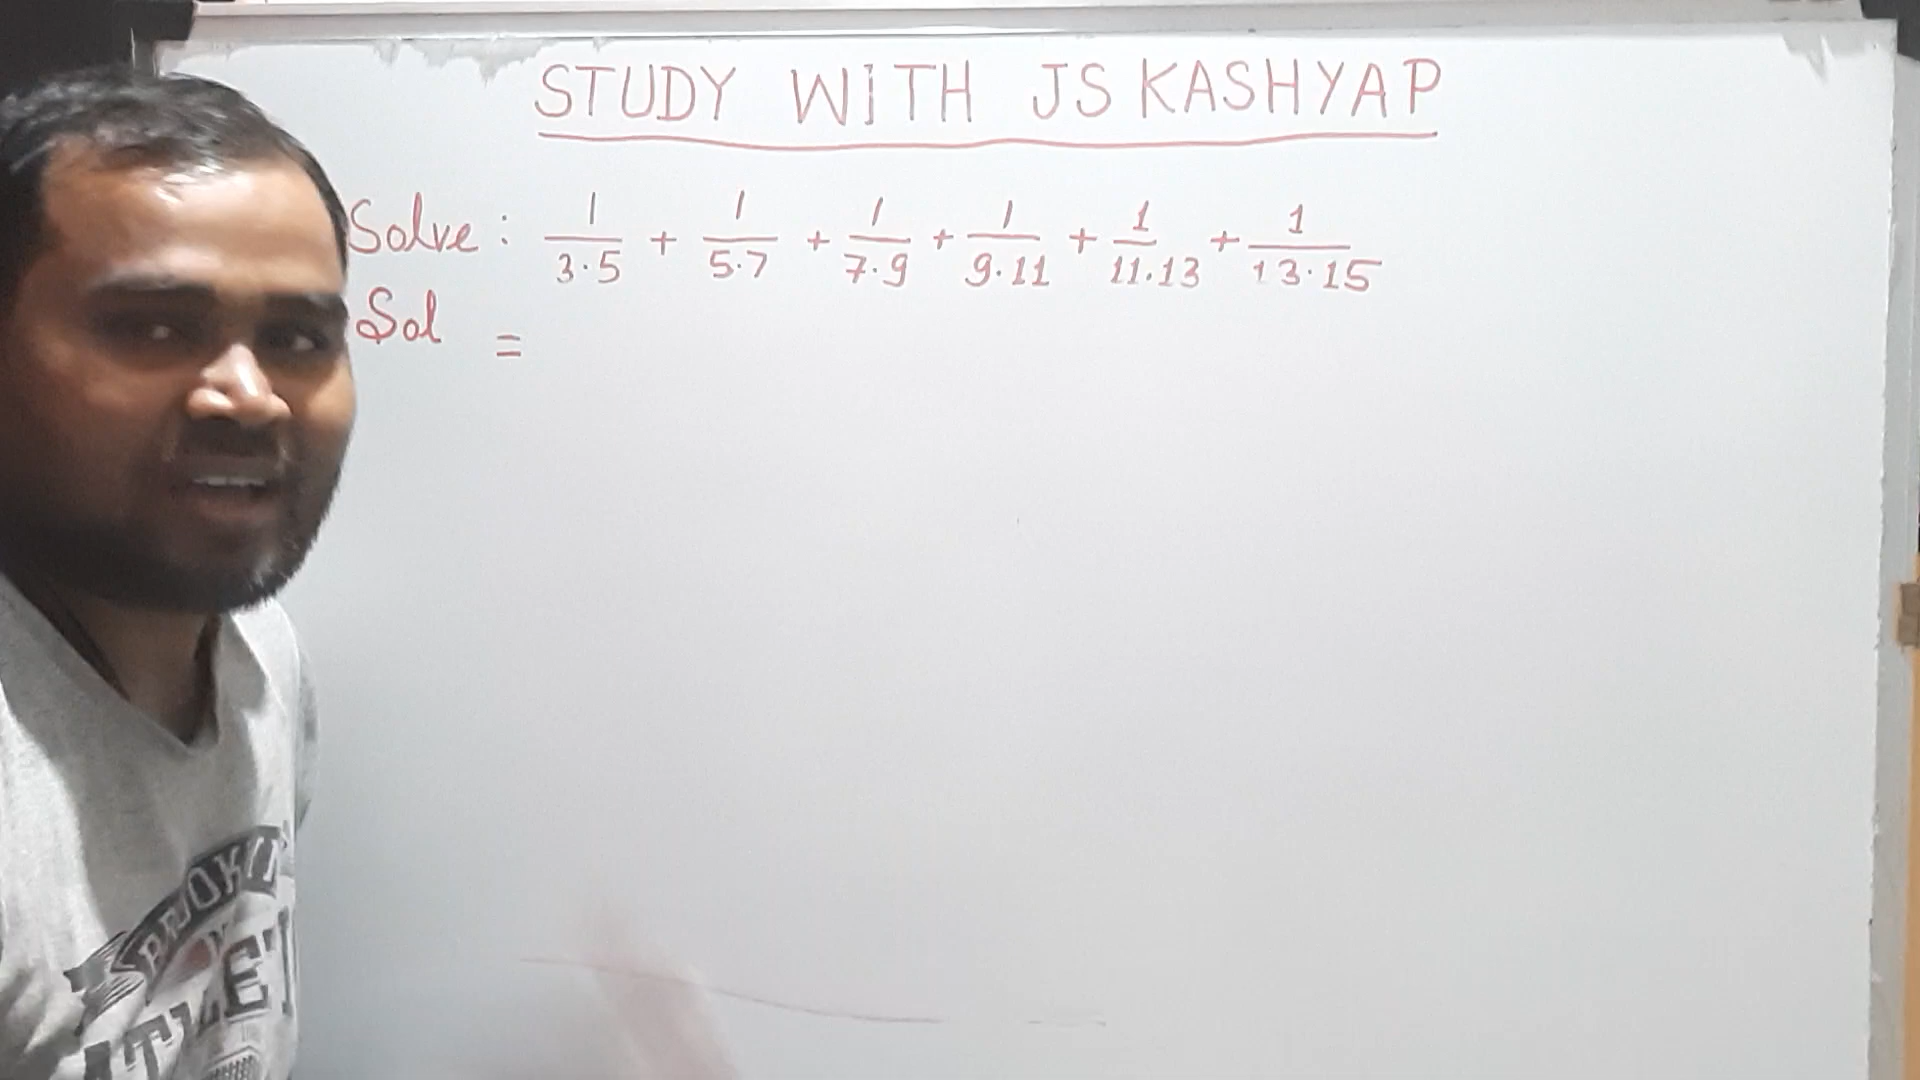 STUDY WITH JS KASHYAP
Solve : 1/3·5 + 1/5·7 + 1/7·9 + 1/9·11 + 1/11·13 + 1/13·15
Sol =